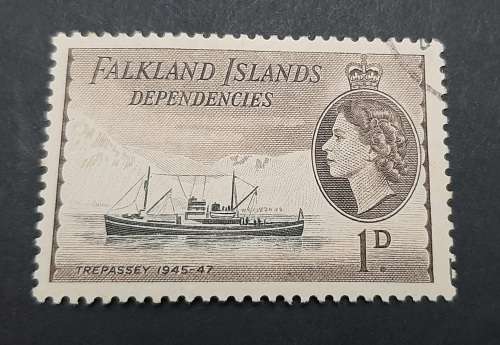 FALKLAND ISLANDS
DEPENDENCIES
1D.
TREPASSEY 1945-47